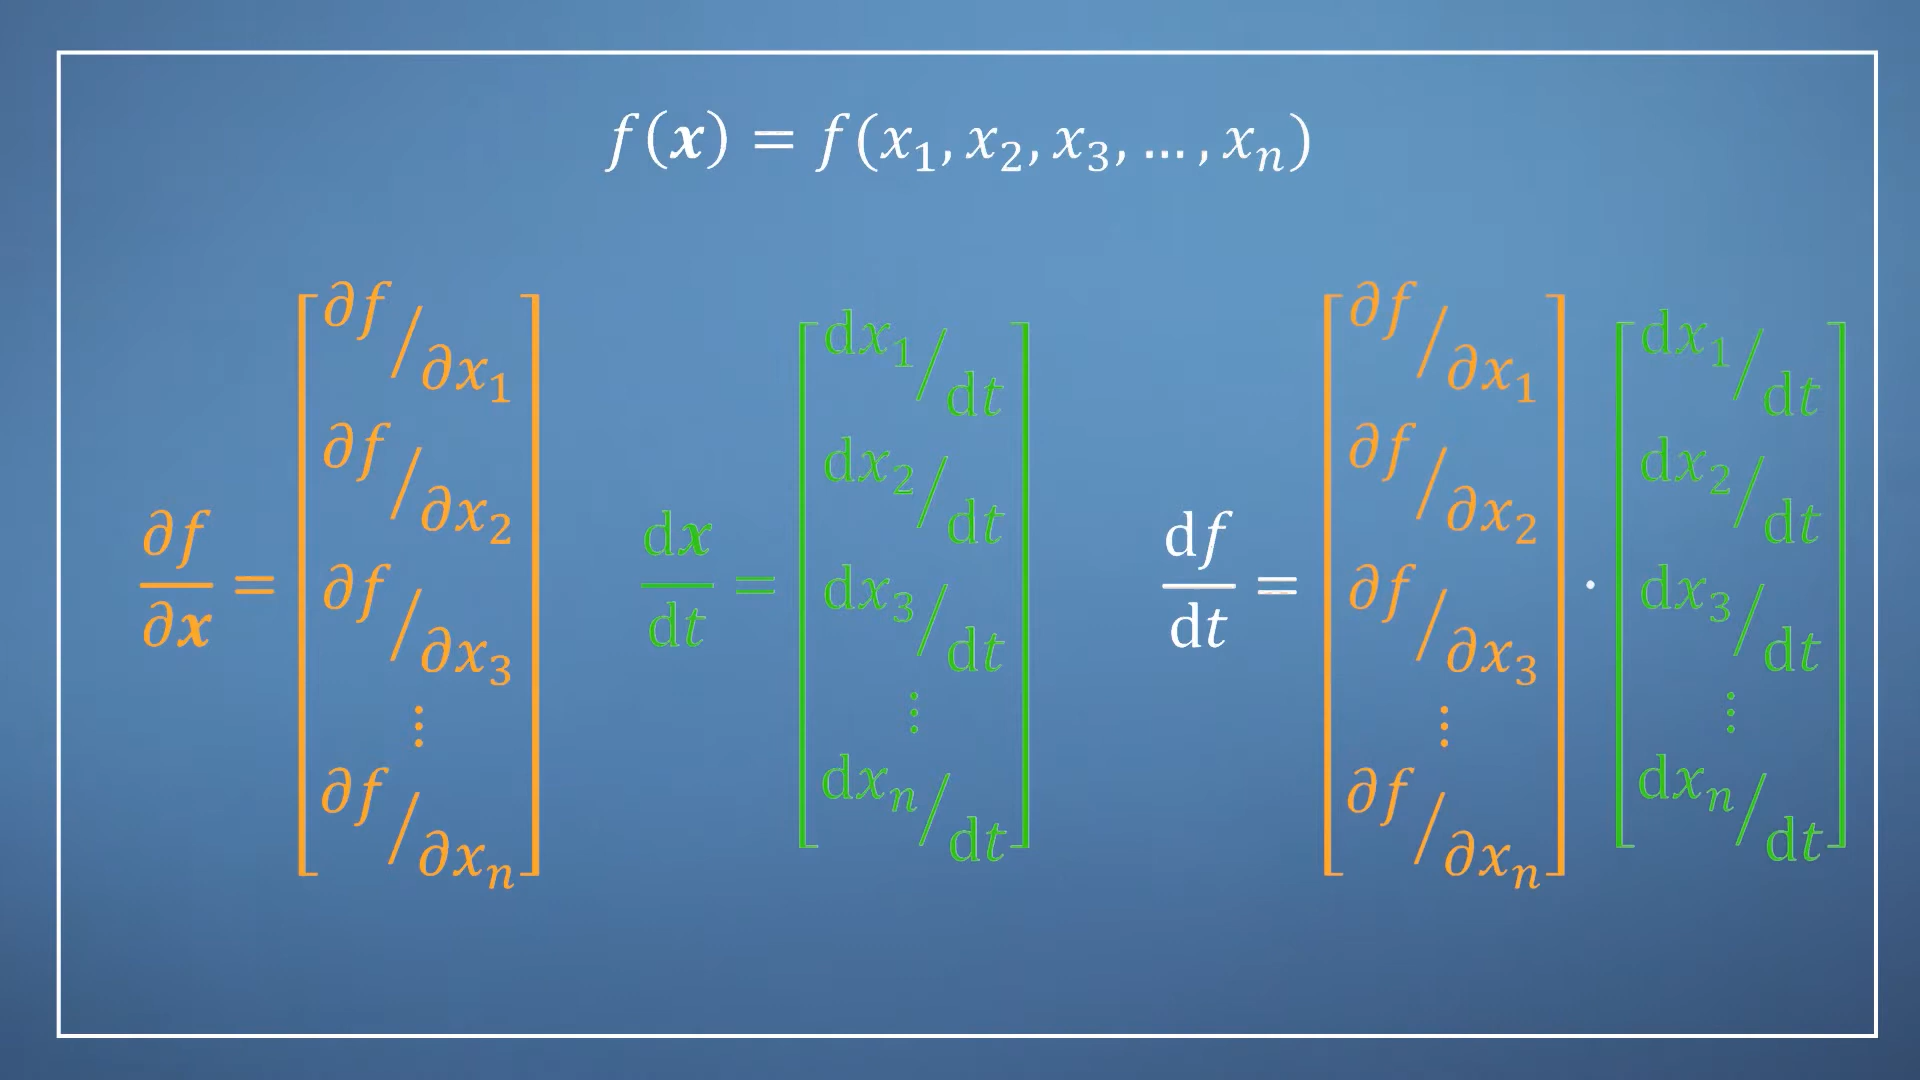 f(x) = f(x₁, x₂, x₃, … , xₙ)
∂f/∂x = [∂f/∂x₁ ∂f/∂x₂ ∂f/∂x₃ ⋮ ∂f/∂xₙ]
dx/dt = [dx₁/dt dx₂/dt dx₃/dt ⋮ dxₙ/dt]
df/dt = [∂f/∂x₁ ∂f/∂x₂ ∂f/∂x₃ ⋮ ∂f/∂xₙ] · [dx₁/dt dx₂/dt dx₃/dt ⋮ dxₙ/dt]